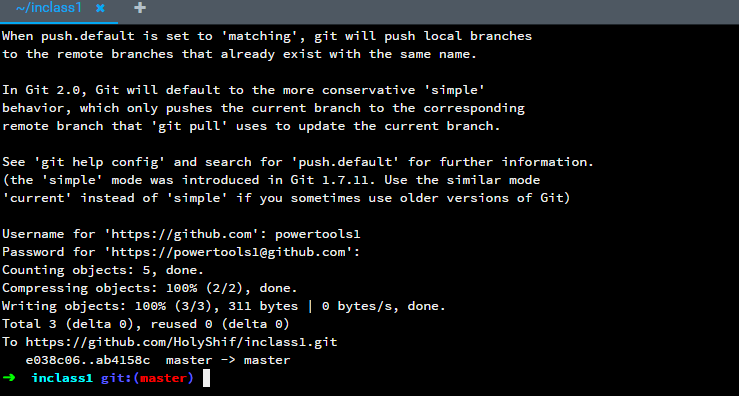 ~/inclass1 × +
When push.default is set to 'matching', git will push local branches
to the remote branches that already exist with the same name.
In Git 2.0, Git will default to the more conservative 'simple'
behavior, which only pushes the current branch to the corresponding
remote branch that 'git pull' uses to update the current branch.
See 'git help config' and search for 'push.default' for further information.
(the 'simple' mode was introduced in Git 1.7.11. Use the similar mode
'current' instead of 'simple' if you sometimes use older versions of Git)
Username for 'https://github.com': powertools1
Password for 'https://powertools1@github.com':
Counting objects: 5, done.
Compressing objects: 100% (2/2), done.
Writing objects: 100% (3/3), 311 bytes | 0 bytes/s, done.
Total 3 (delta 0), reused 0 (delta 0)
To https://github.com/HolyShif/inclass1.git
   e038c06..ab4158c  master -> master
➜  inclass1 git:(master)